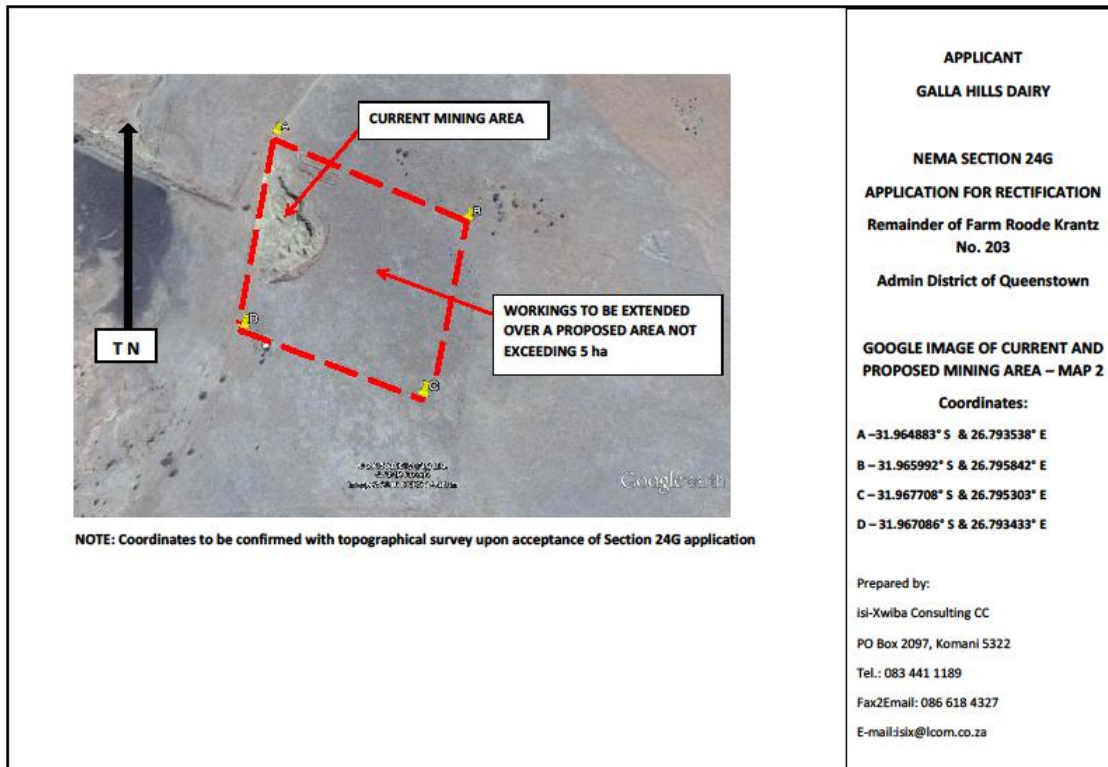 A
CURRENT MINING AREA
B
WORKINGS TO BE EXTENDED
OVER A PROPOSED AREA NOT
EXCEEDING 5 ha
D
T N
C
Google earth
NOTE: Coordinates to be confirmed with topographical survey upon acceptance of Section 24G application
APPLICANT
GALLA HILLS DAIRY
NEMA SECTION 24G
APPLICATION FOR RECTIFICATION
Remainder of Farm Roode Krantz
No. 203
Admin District of Queenstown
GOOGLE IMAGE OF CURRENT AND
PROPOSED MINING AREA – MAP 2
Coordinates:
A –31.964883° S & 26.793538° E
B – 31.965992° S & 26.795842° E
C – 31.967708° S & 26.795303° E
D – 31.967086° S & 26.793433° E
Prepared by:
isi-Xwiba Consulting CC
PO Box 2097, Komani 5322
Tel.: 083 441 1189
Fax2Email: 086 618 4327
E-mail:isix@lcom.co.za